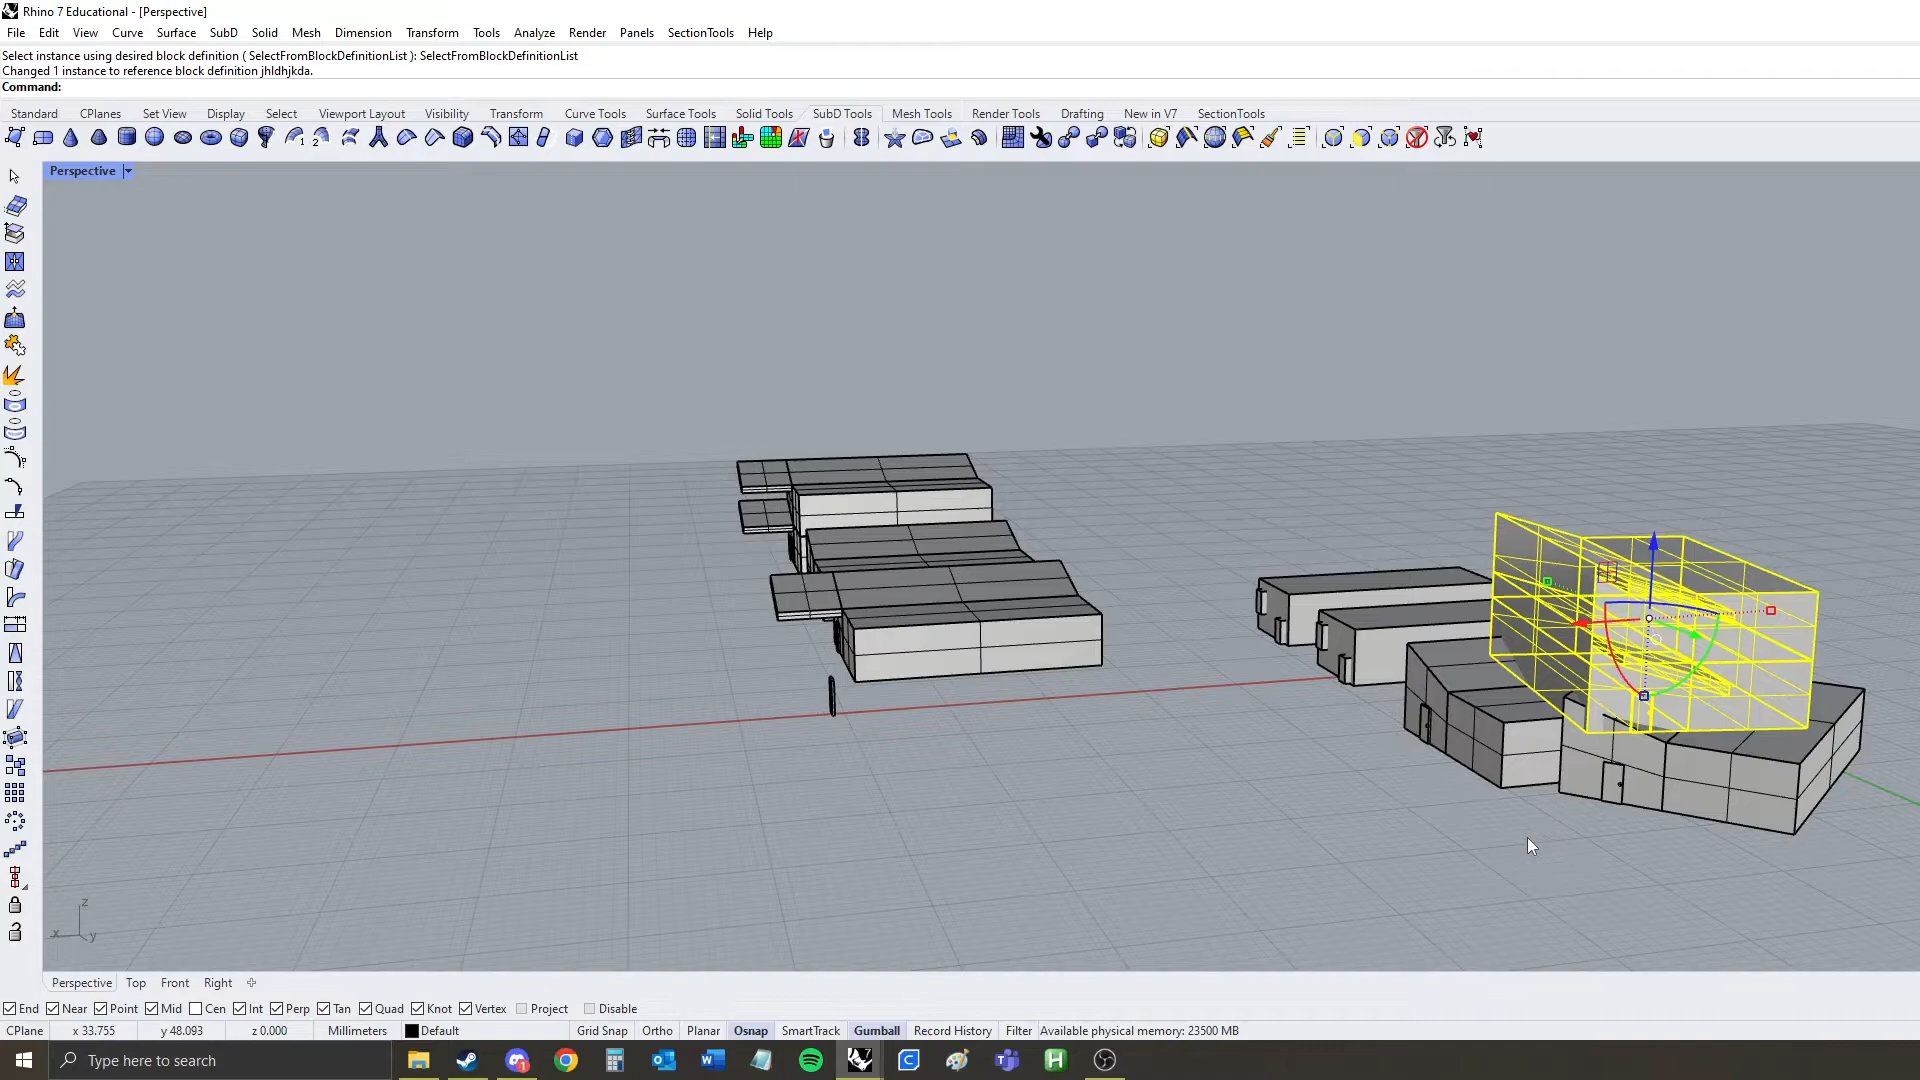 Rhino 7 Educational - [Perspective]
File Edit View Curve Surface SubD Solid Mesh Dimension Transform Tools Analyze Render Panels SectionTools Help
Select instance using desired block definition ( SelectFromBlockDefinitionList ): SelectFromBlockDefinitionList
Changed 1 instance to reference block definition jhldhjkda.
Command:
Standard CPlanes Set View Display Select Viewport Layout Visibility Transform Curve Tools Surface Tools Solid Tools SubD Tools Mesh Tools Render Tools Drafting New in V7 SectionTools
Perspective
z
x y
Perspective Top Front Right
End Near Point Mid Cen Int Perp Tan Quad Knot Vertex Project Disable
CPlane x 33.755 y 48.093 z 0.000 Millimeters Default Grid Snap Ortho Planar Osnap SmartTrack Gumball Record History Filter Available physical memory: 23500 MB
Type here to search